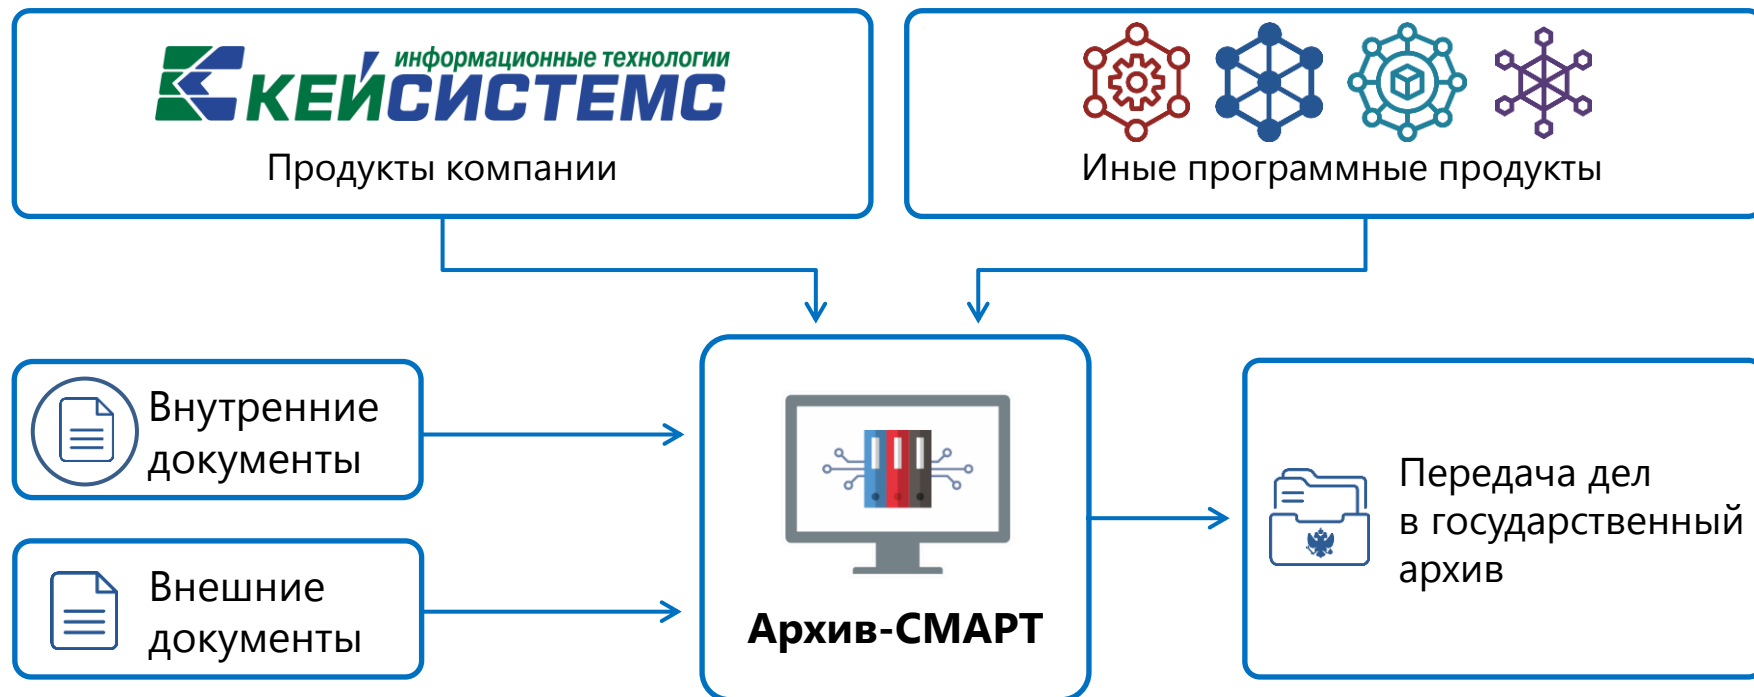 информационные технологии
КЕЙСИСТЕМС
Продукты компании
Иные программные продукты
Внутренние
документы
Внешние
документы
Архив-СМАРТ
Передача дел
в государственный
архив